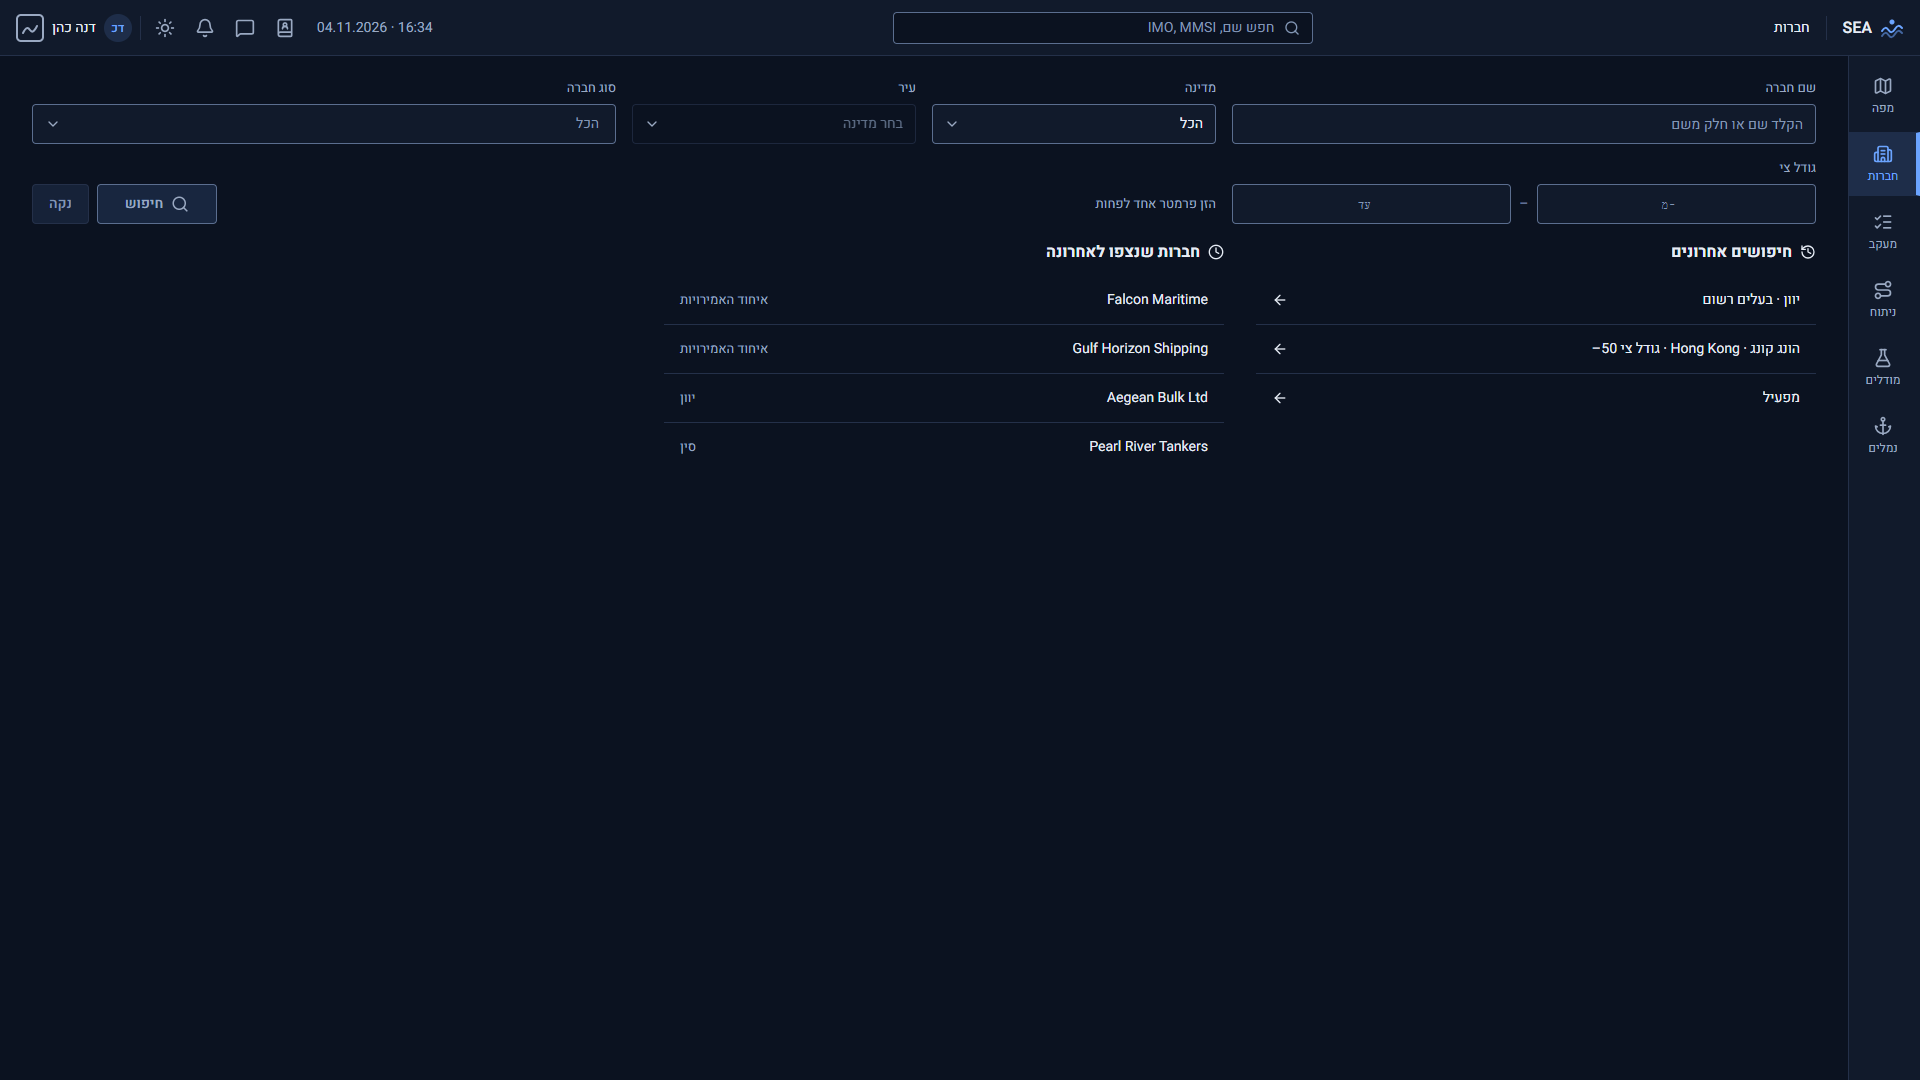 SEA
חברות
חפש שם, IMO, MMSI
04.11.2026 · 16:34
דכ
דנה כהן
מפה
חברות
מעקב
ניתוח
מודלים
נמלים
שם חברה
הקלד שם או חלק משם
מדינה
הכל
עיר
בחר מדינה
סוג חברה
הכל
גודל צי
מ-
–
עד
הזן פרמטר אחד לפחות
חיפוש
נקה
חיפושים אחרונים
יוון · בעלים רשום
הונג קונג · Hong Kong · גודל צי 50–
מפעיל
חברות שנצפו לאחרונה
Falcon Maritime איחוד האמירויות
Gulf Horizon Shipping איחוד האמירויות
Aegean Bulk Ltd יוון
Pearl River Tankers סין